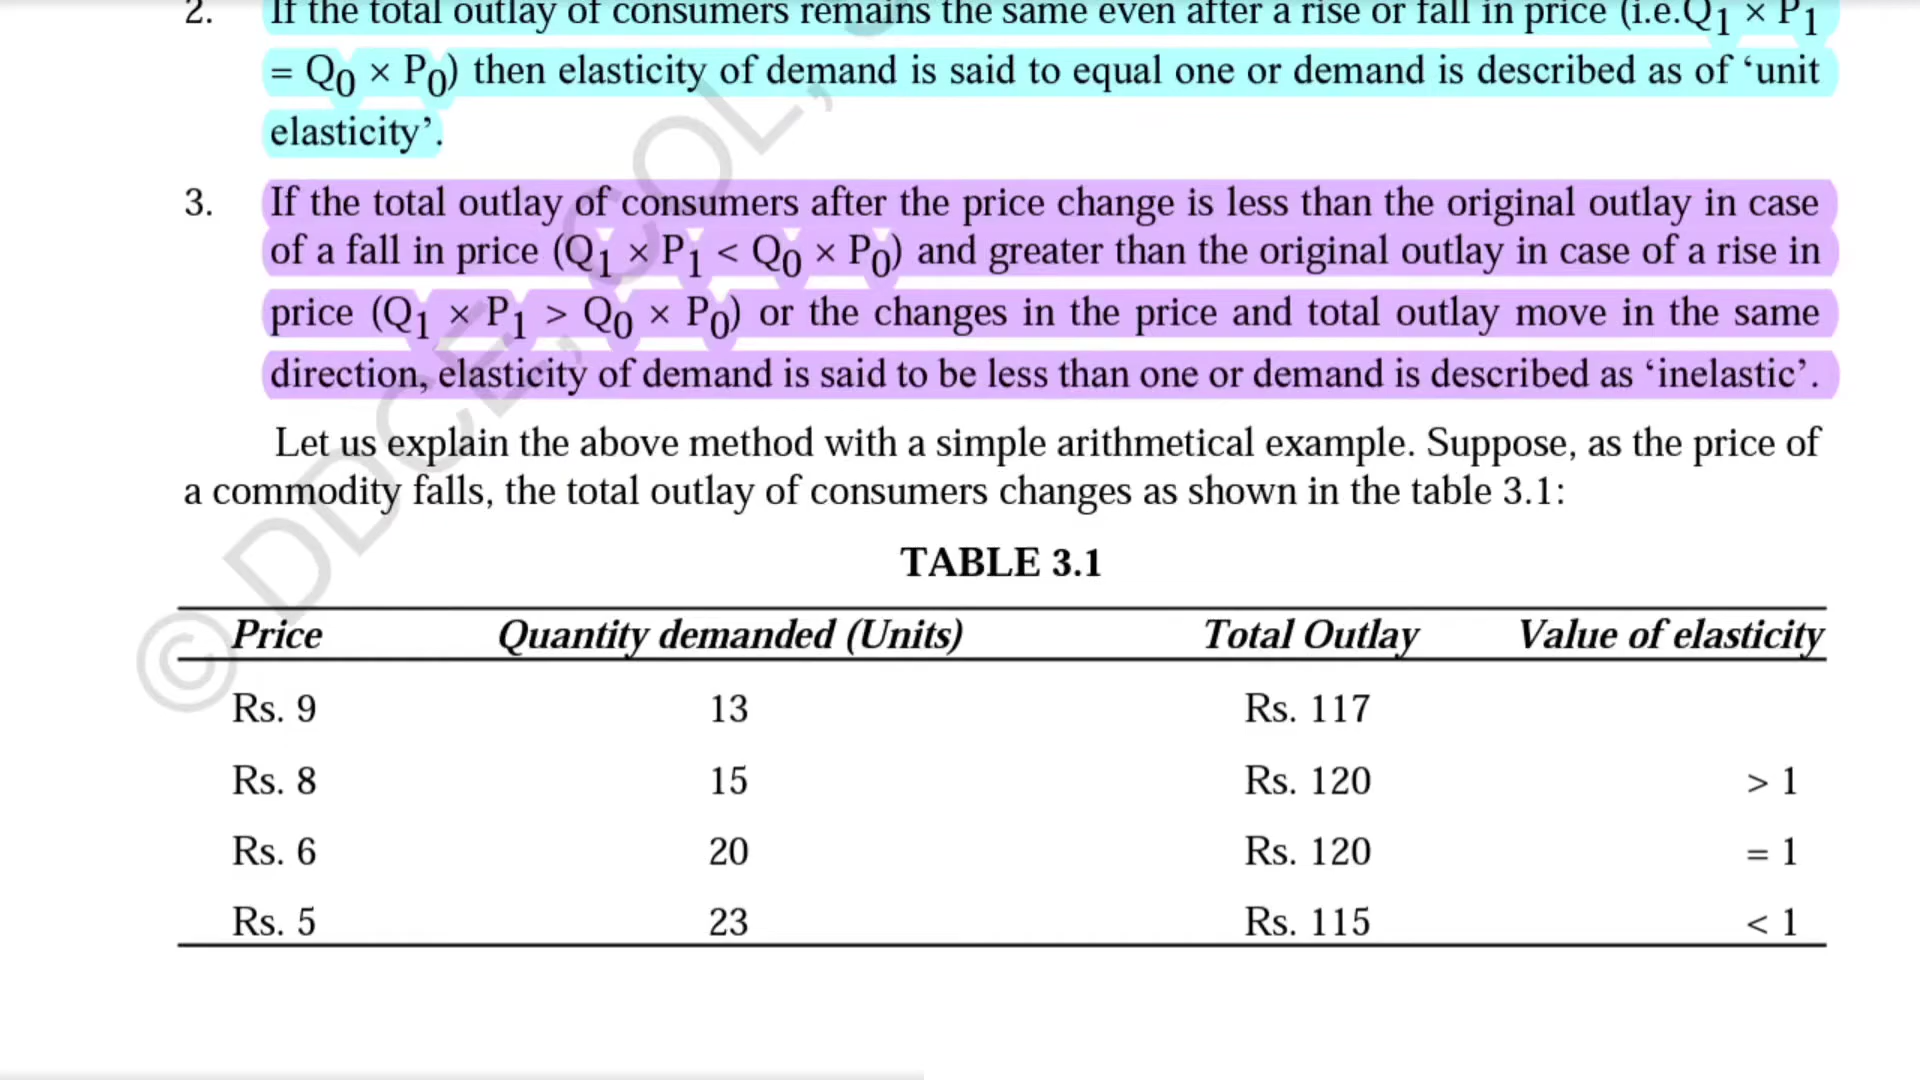 2. If the total outlay of consumers remains the same even after a rise or fall in price (i.e.Q1 × P1
= Q0 × P0) then elasticity of demand is said to equal one or demand is described as of ‘unit
elasticity’.
3. If the total outlay of consumers after the price change is less than the original outlay in case
of a fall in price (Q1 × P1 < Q0 × P0) and greater than the original outlay in case of a rise in
price (Q1 × P1 > Q0 × P0) or the changes in the price and total outlay move in the same
direction, elasticity of demand is said to be less than one or demand is described as ‘inelastic’.
Let us explain the above method with a simple arithmetical example. Suppose, as the price of
a commodity falls, the total outlay of consumers changes as shown in the table 3.1:
TABLE 3.1
Price Quantity demanded (Units) Total Outlay Value of elasticity
Rs. 9 13 Rs. 117
Rs. 8 15 Rs. 120 > 1
Rs. 6 20 Rs. 120 = 1
Rs. 5 23 Rs. 115 < 1
© DDCE, COL,